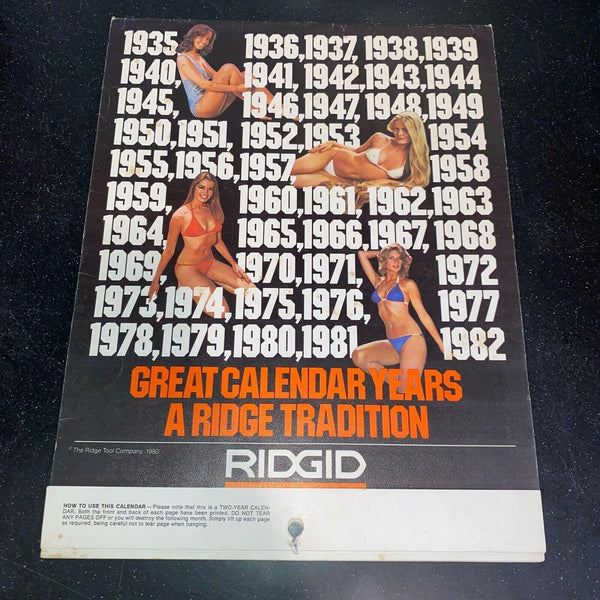 1935, 1936, 1937, 1938, 1939
1940, 1941, 1942, 1943, 1944
1945, 1946, 1947, 1948, 1949
1950, 1951, 1952, 1953, 1954
1955, 1956, 1957, 1958
1959, 1960, 1961, 1962, 1963
1964, 1965, 1966, 1967, 1968
1969, 1970, 1971, 1972
1973, 1974, 1975, 1976, 1977
1978, 1979, 1980, 1981, 1982
GREAT CALENDAR YEARS
A RIDGE TRADITION
© The Ridge Tool Company 1980
RIDGID
HOW TO USE THIS CALENDAR — Please note that this is a TWO-YEAR CALEN-
DAR. Both the front and back of each page have been printed. DO NOT TEAR
ANY PAGES OFF or you will destroy the following month. Simply lift up each page
as required, being careful not to tear page when hanging.